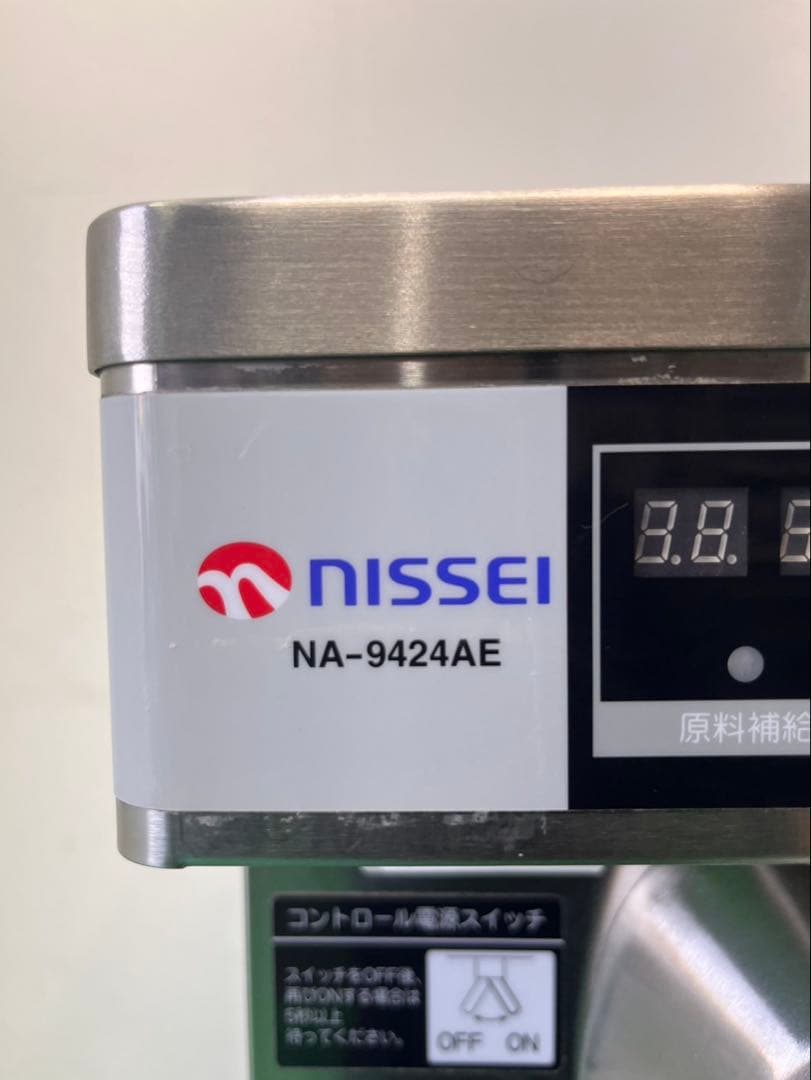 NISSEI
NA-9424AE
原料補給
コントロール電源スイッチ
スイッチをOFF後、
再びONする場合は
5秒以上
待ってください。
OFF ON